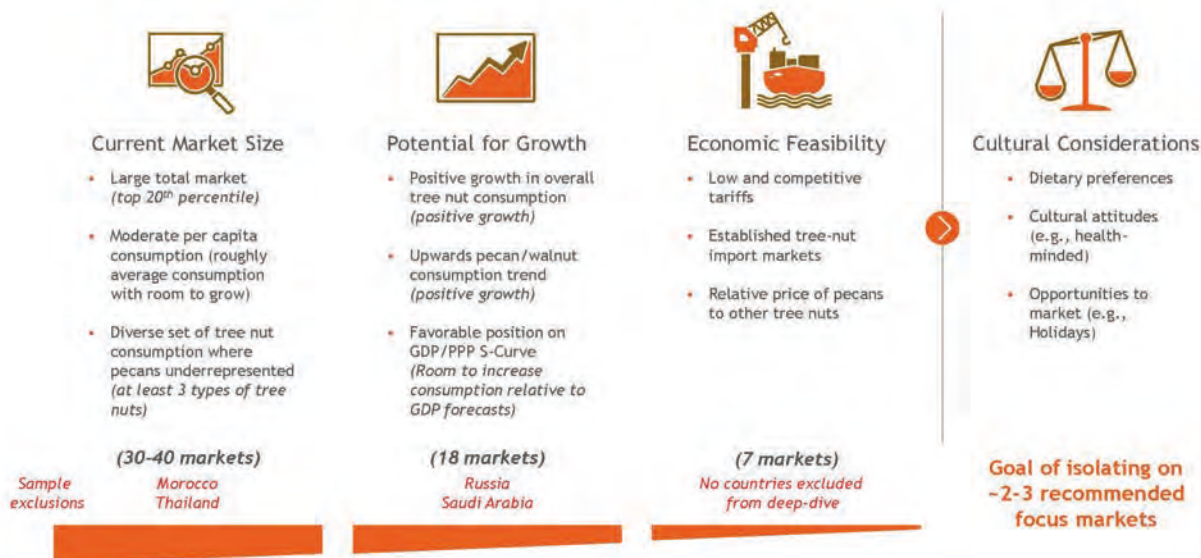 Current Market Size
• Large total market
(top 20th percentile)
• Moderate per capita
consumption (roughly
average consumption
with room to grow)
• Diverse set of tree nut
consumption where
pecans underrepresented
(at least 3 types of tree
nuts)
(30-40 markets)
Sample
exclusions
Morocco
Thailand
Potential for Growth
• Positive growth in overall
tree nut consumption
(positive growth)
• Upwards pecan/walnut
consumption trend
(positive growth)
• Favorable position on
GDP/PPP S-Curve
(Room to increase
consumption relative to
GDP forecasts)
(18 markets)
Russia
Saudi Arabia
Economic Feasibility
• Low and competitive
tariffs
• Established tree-nut
import markets
• Relative price of pecans
to other tree nuts
(7 markets)
No countries excluded
from deep-dive
Cultural Considerations
• Dietary preferences
• Cultural attitudes
(e.g., health-
minded)
• Opportunities to
market (e.g.,
Holidays)
Goal of isolating on
~2-3 recommended
focus markets